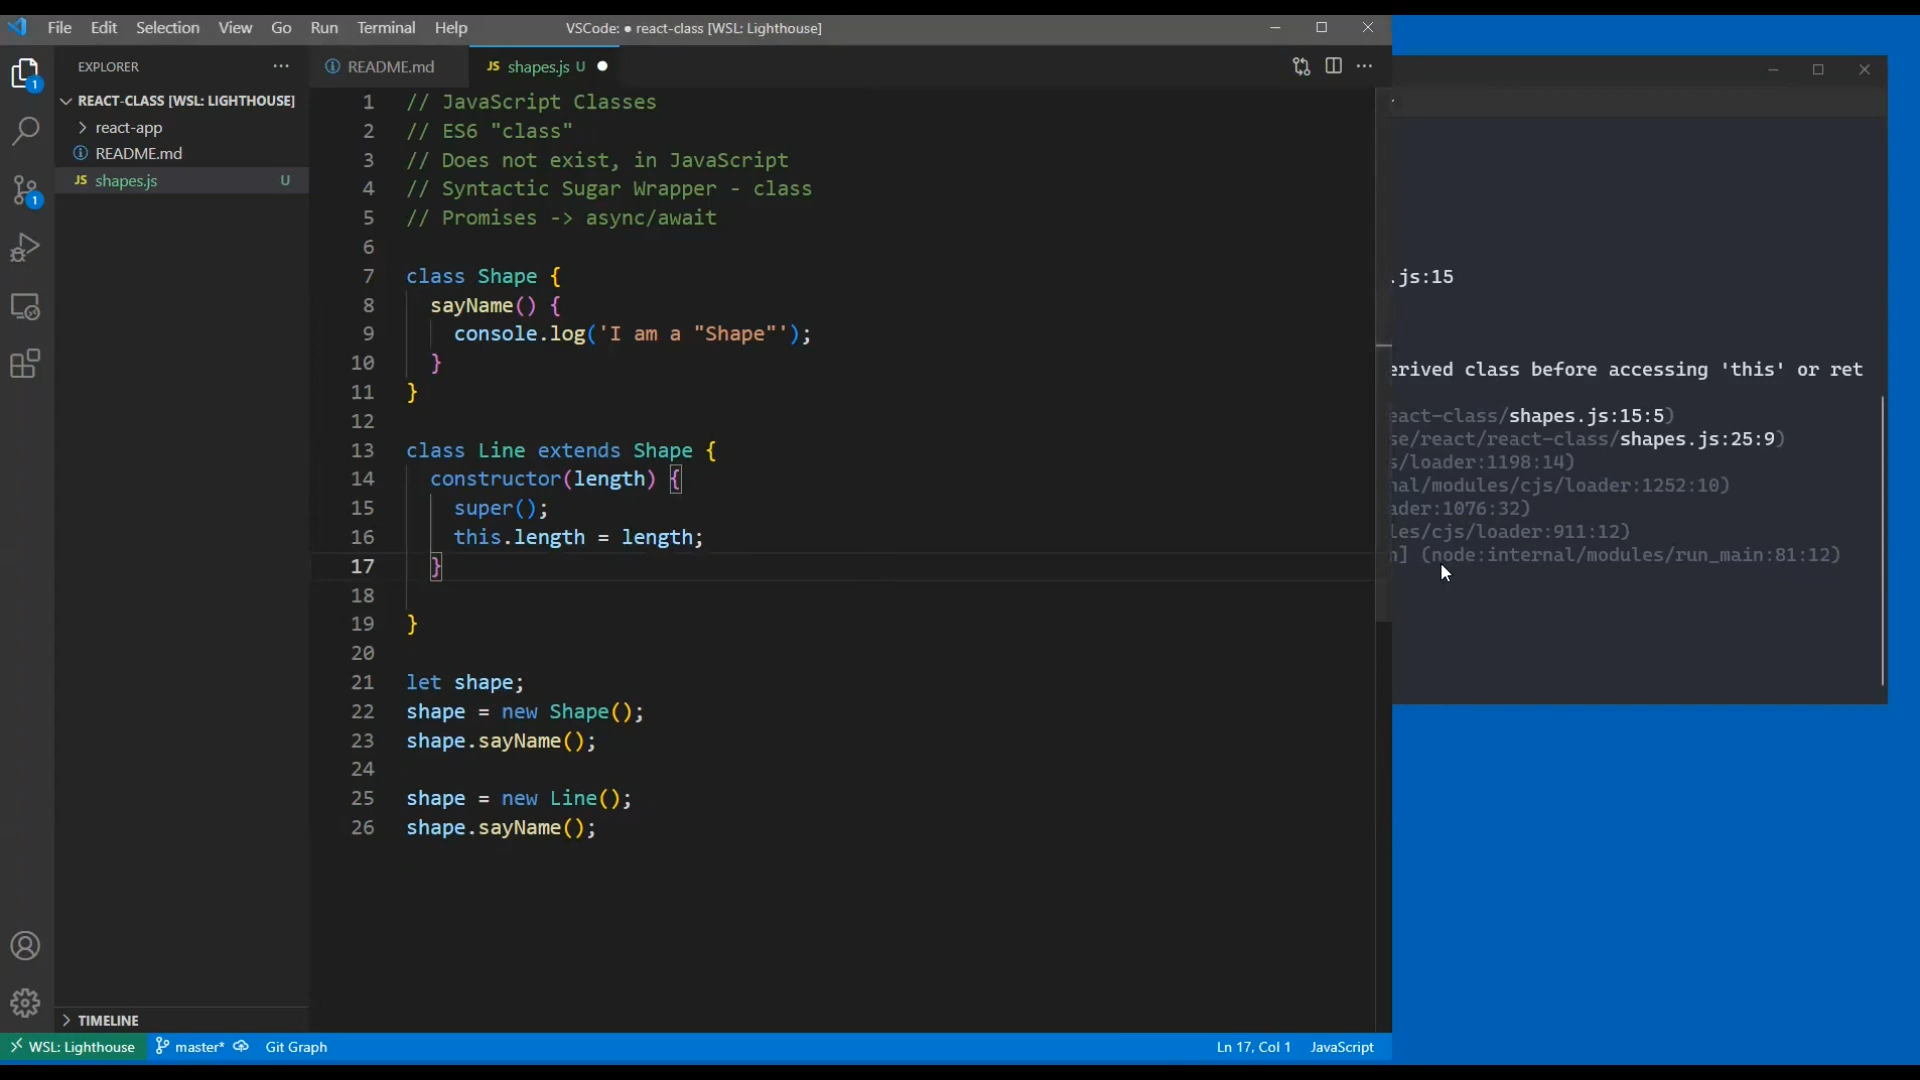 File Edit Selection View Go Run Terminal Help
VSCode: ● react-class [WSL: Lighthouse]
EXPLORER
REACT-CLASS [WSL: LIGHTHOUSE]
react-app
README.md
JS shapes.js U
TIMELINE
README.md
JS shapes.js U
1 // JavaScript Classes
2 // ES6 "class"
3 // Does not exist, in JavaScript
4 // Syntactic Sugar Wrapper - class
5 // Promises -> async/await
6
7 class Shape {
8 sayName() {
9 console.log('I am a "Shape"');
10 }
11 }
12
13 class Line extends Shape {
14 constructor(length) {
15 super();
16 this.length = length;
17 }
18
19 }
20
21 let shape;
22 shape = new Shape();
23 shape.sayName();
24
25 shape = new Line();
26 shape.sayName();
.js:15
erived class before accessing 'this' or ret
eact-class/shapes.js:15:5)
se/react/react-class/shapes.js:25:9)
s/loader:1198:14)
nal/modules/cjs/loader:1252:10)
ader:1076:32)
les/cjs/loader:911:12)
n] (node:internal/modules/run_main:81:12)
1
1
WSL: Lighthouse master* Git Graph
Ln 17, Col 1 JavaScript